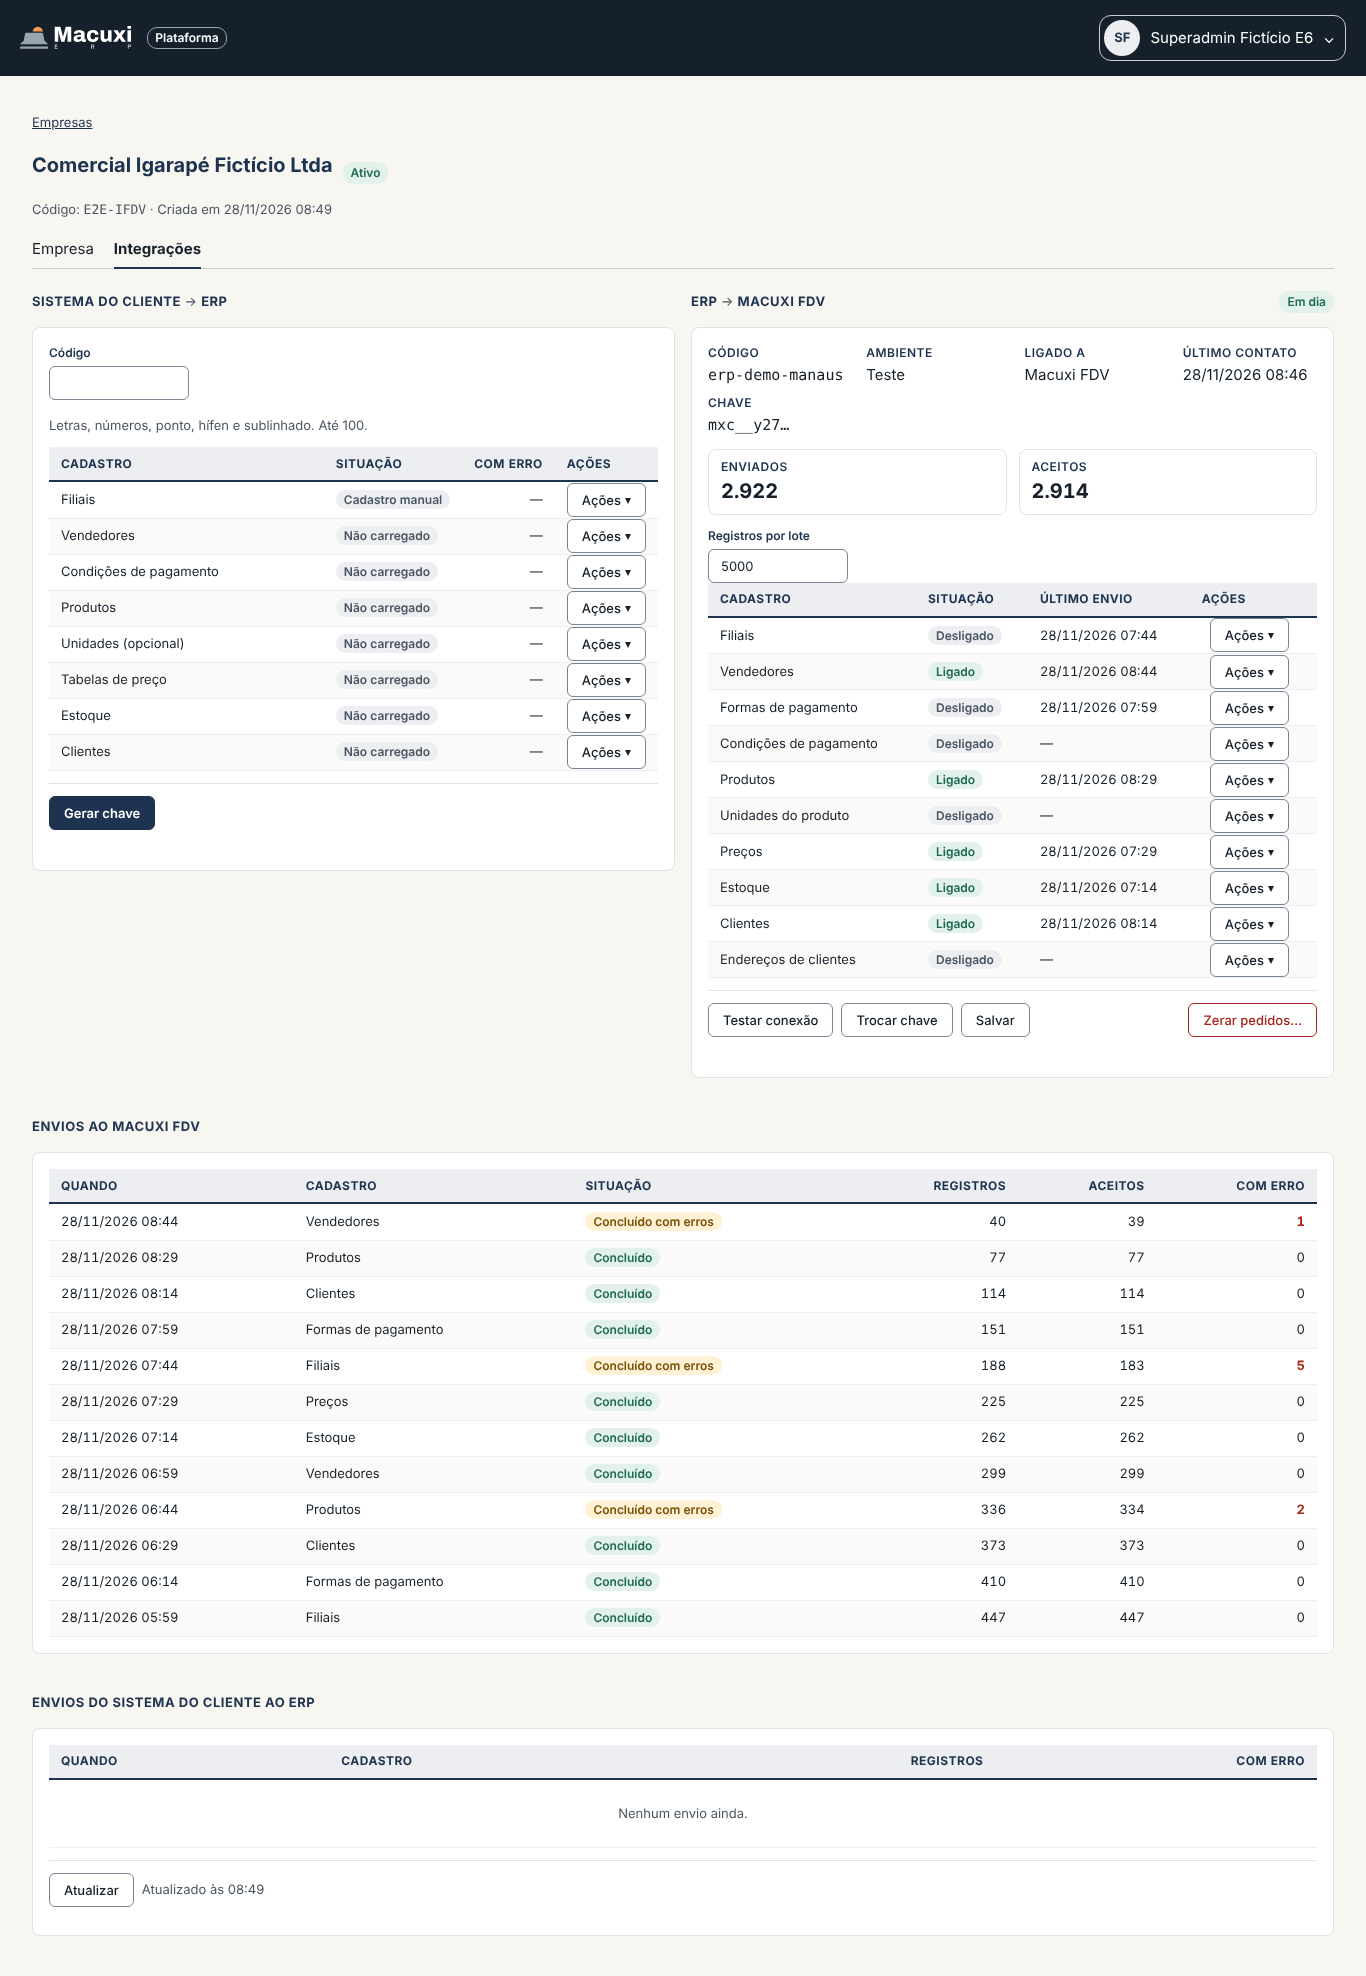 Macuxi
E R P
Plataforma
SF
Superadmin Fictício E6
Empresas
Comercial Igarapé Fictício Ltda
Ativo
Código: E2E-IFDV · Criada em 28/11/2026 08:49
Empresa
Integrações
SISTEMA DO CLIENTE → ERP
Código
Letras, números, ponto, hífen e sublinhado. Até 100.
CADASTRO SITUAÇÃO COM ERRO AÇÕES
Filiais Cadastro manual — Ações ▾
Vendedores Não carregado — Ações ▾
Condições de pagamento Não carregado — Ações ▾
Produtos Não carregado — Ações ▾
Unidades (opcional) Não carregado — Ações ▾
Tabelas de preço Não carregado — Ações ▾
Estoque Não carregado — Ações ▾
Clientes Não carregado — Ações ▾
Gerar chave
ERP → MACUXI FDV
Em dia
CÓDIGO AMBIENTE LIGADO A ÚLTIMO CONTATO
erp-demo-manaus Teste Macuxi FDV 28/11/2026 08:46
CHAVE
mxc__y27…
ENVIADOS ACEITOS
2.922 2.914
Registros por lote
5000
CADASTRO SITUAÇÃO ÚLTIMO ENVIO AÇÕES
Filiais Desligado 28/11/2026 07:44 Ações ▾
Vendedores Ligado 28/11/2026 08:44 Ações ▾
Formas de pagamento Desligado 28/11/2026 07:59 Ações ▾
Condições de pagamento Desligado — Ações ▾
Produtos Ligado 28/11/2026 08:29 Ações ▾
Unidades do produto Desligado — Ações ▾
Preços Ligado 28/11/2026 07:29 Ações ▾
Estoque Ligado 28/11/2026 07:14 Ações ▾
Clientes Ligado 28/11/2026 08:14 Ações ▾
Endereços de clientes Desligado — Ações ▾
Testar conexão Trocar chave Salvar Zerar pedidos...
ENVIOS AO MACUXI FDV
QUANDO CADASTRO SITUAÇÃO REGISTROS ACEITOS COM ERRO
28/11/2026 08:44 Vendedores Concluído com erros 40 39 1
28/11/2026 08:29 Produtos Concluído 77 77 0
28/11/2026 08:14 Clientes Concluído 114 114 0
28/11/2026 07:59 Formas de pagamento Concluído 151 151 0
28/11/2026 07:44 Filiais Concluído com erros 188 183 5
28/11/2026 07:29 Preços Concluído 225 225 0
28/11/2026 07:14 Estoque Concluído 262 262 0
28/11/2026 06:59 Vendedores Concluído 299 299 0
28/11/2026 06:44 Produtos Concluído com erros 336 334 2
28/11/2026 06:29 Clientes Concluído 373 373 0
28/11/2026 06:14 Formas de pagamento Concluído 410 410 0
28/11/2026 05:59 Filiais Concluído 447 447 0
ENVIOS DO SISTEMA DO CLIENTE AO ERP
QUANDO CADASTRO REGISTROS COM ERRO
Nenhum envio ainda.
Atualizar Atualizado às 08:49